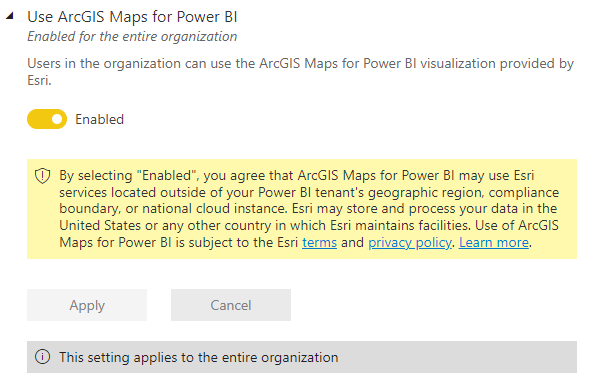 Use ArcGIS Maps for Power BI
Enabled for the entire organization
Users in the organization can use the ArcGIS Maps for Power BI visualization provided by
Esri.
Enabled
By selecting "Enabled", you agree that ArcGIS Maps for Power BI may use Esri
services located outside of your Power BI tenant's geographic region, compliance
boundary, or national cloud instance. Esri may store and process your data in the
United States or any other country in which Esri maintains facilities. Use of ArcGIS
Maps for Power BI is subject to the Esri terms and privacy policy. Learn more.
Apply Cancel
This setting applies to the entire organization